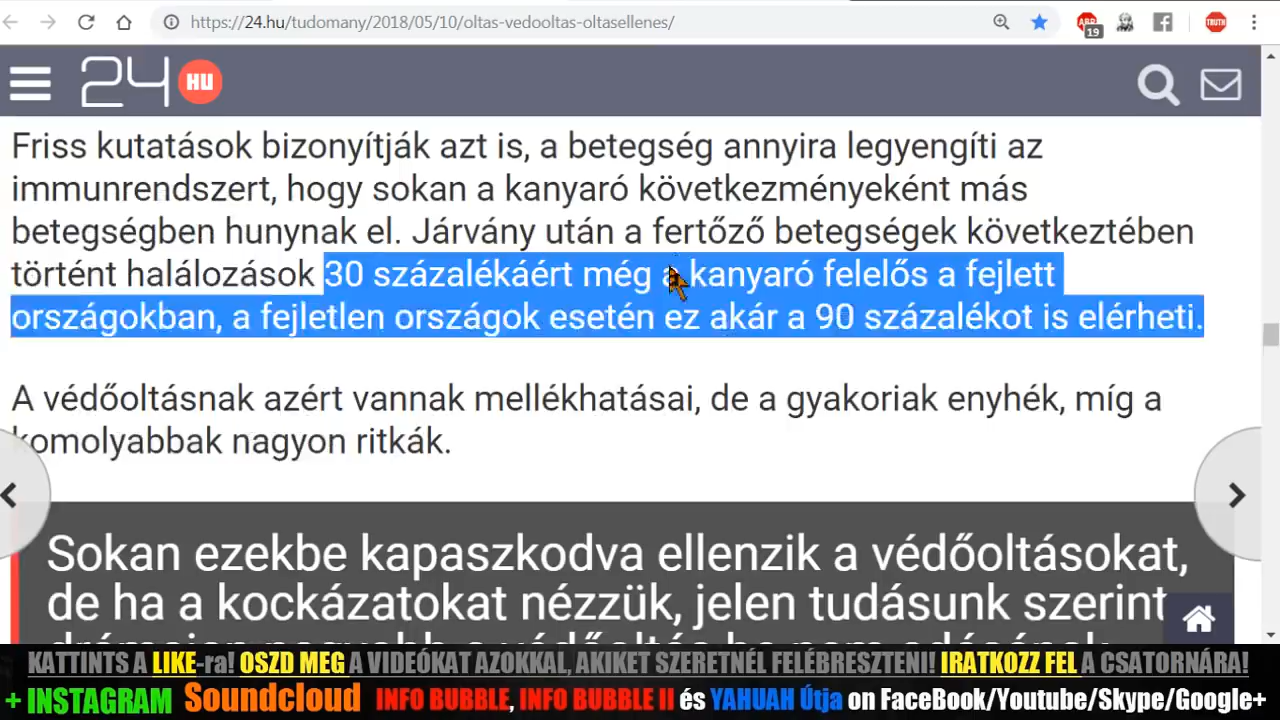 https://24.hu/tudomany/2018/05/10/oltas-vedooltas-oltasellenes/
ABP
19
TRUTH
24 HU
Friss kutatások bizonyítják azt is, a betegség annyira legyengíti az
immunrendszert, hogy sokan a kanyaró következményeként más
betegségben hunynak el. Járvány után a fertőző betegségek következtében
történt halálozások 30 százalékáért még a kanyaró felelős a fejlett
országokban, a fejletlen országok esetén ez akár a 90 százalékot is elérheti.
A védőoltásnak azért vannak mellékhatásai, de a gyakoriak enyhék, míg a
komolyabbak nagyon ritkák.
Sokan ezekbe kapaszkodva ellenzik a védőoltásokat,
de ha a kockázatokat nézzük, jelen tudásunk szerint
KATTINTS A LIKE-ra! OSZD MEG A VIDEÓKAT AZOKKAL, AKIKET SZERETNÉL FELÉBRESZTENI! IRATKOZZ FEL A CSATORNÁRA!
+ INSTAGRAM Soundcloud INFO BUBBLE, INFO BUBBLE II és YAHUAH Útja on FaceBook/Youtube/Skype/Google+